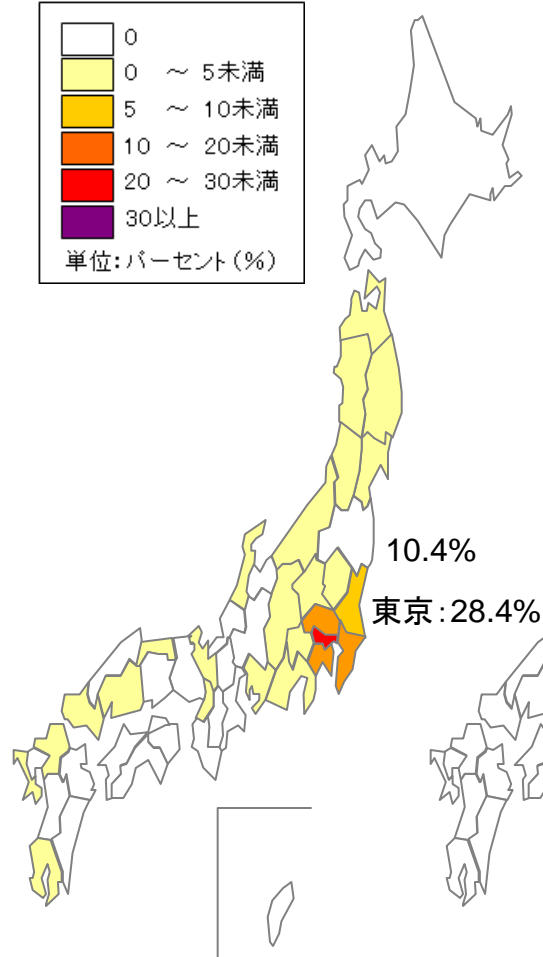 0
0 ～ 5未満
5 ～ 10未満
10 ～ 20未満
20 ～ 30未満
30以上
単位:パーセント(%)
10.4%
東京:28.4%